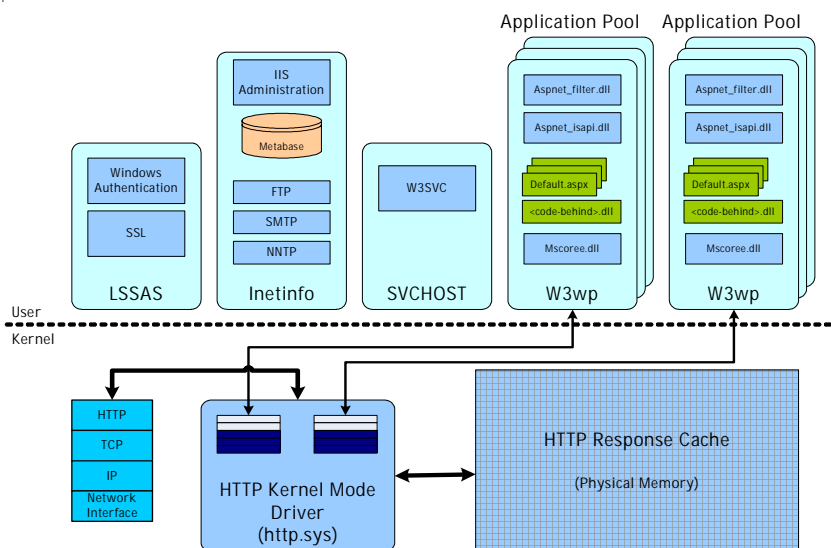 Application Pool
Application Pool
IIS
Administration
Metabase
FTP
SMTP
NNTP
Inetinfo
Windows
Authentication
SSL
LSSAS
W3SVC
SVCHOST
Aspnet_filter.dll
Aspnet_isapi.dll
Default.aspx
<code-behind>.dll
Mscoree.dll
W3wp
Aspnet_filter.dll
Aspnet_isapi.dll
Default.aspx
<code-behind>.dll
Mscoree.dll
W3wp
User
Kernel
HTTP
TCP
IP
Network
Interface
HTTP Kernel Mode
Driver
(http.sys)
HTTP Response Cache
(Physical Memory)